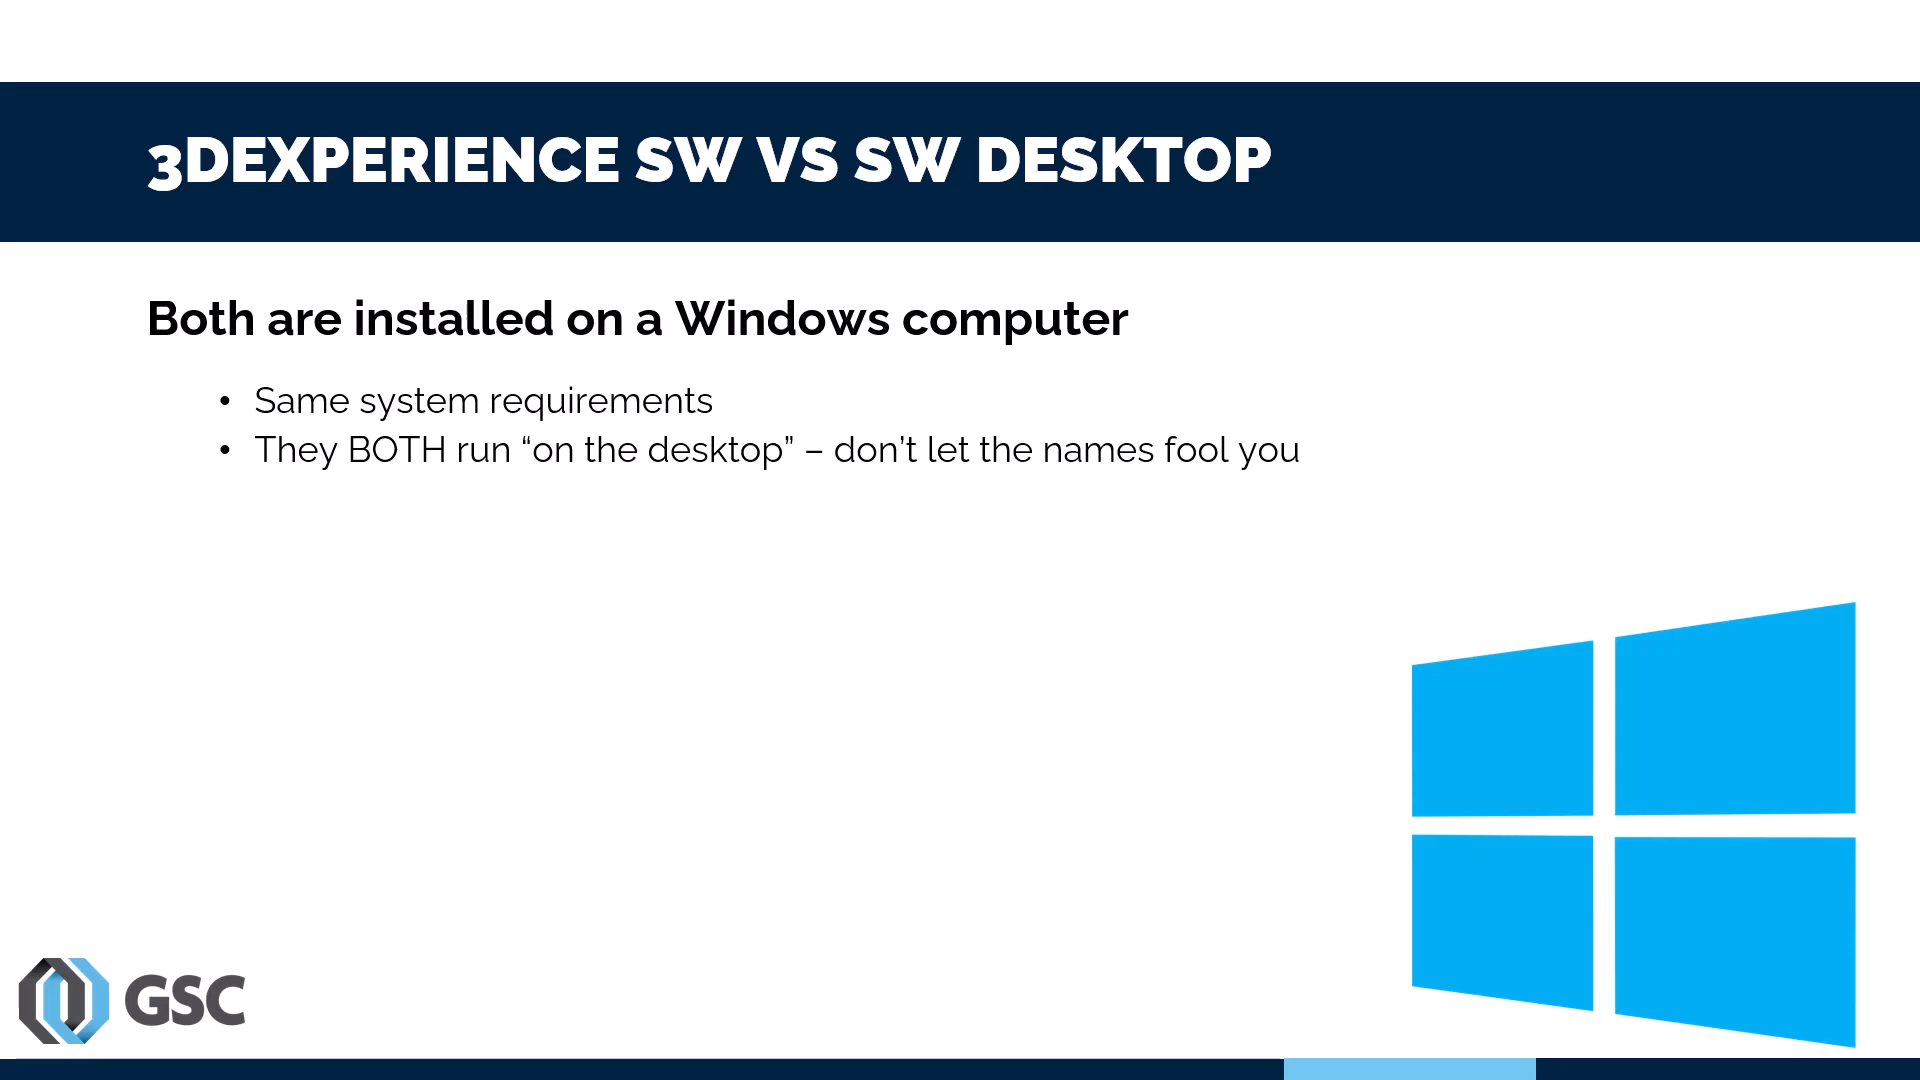 3DEXPERIENCE SW VS SW DESKTOP
Both are installed on a Windows computer
• Same system requirements
• They BOTH run “on the desktop” – don’t let the names fool you
GSC